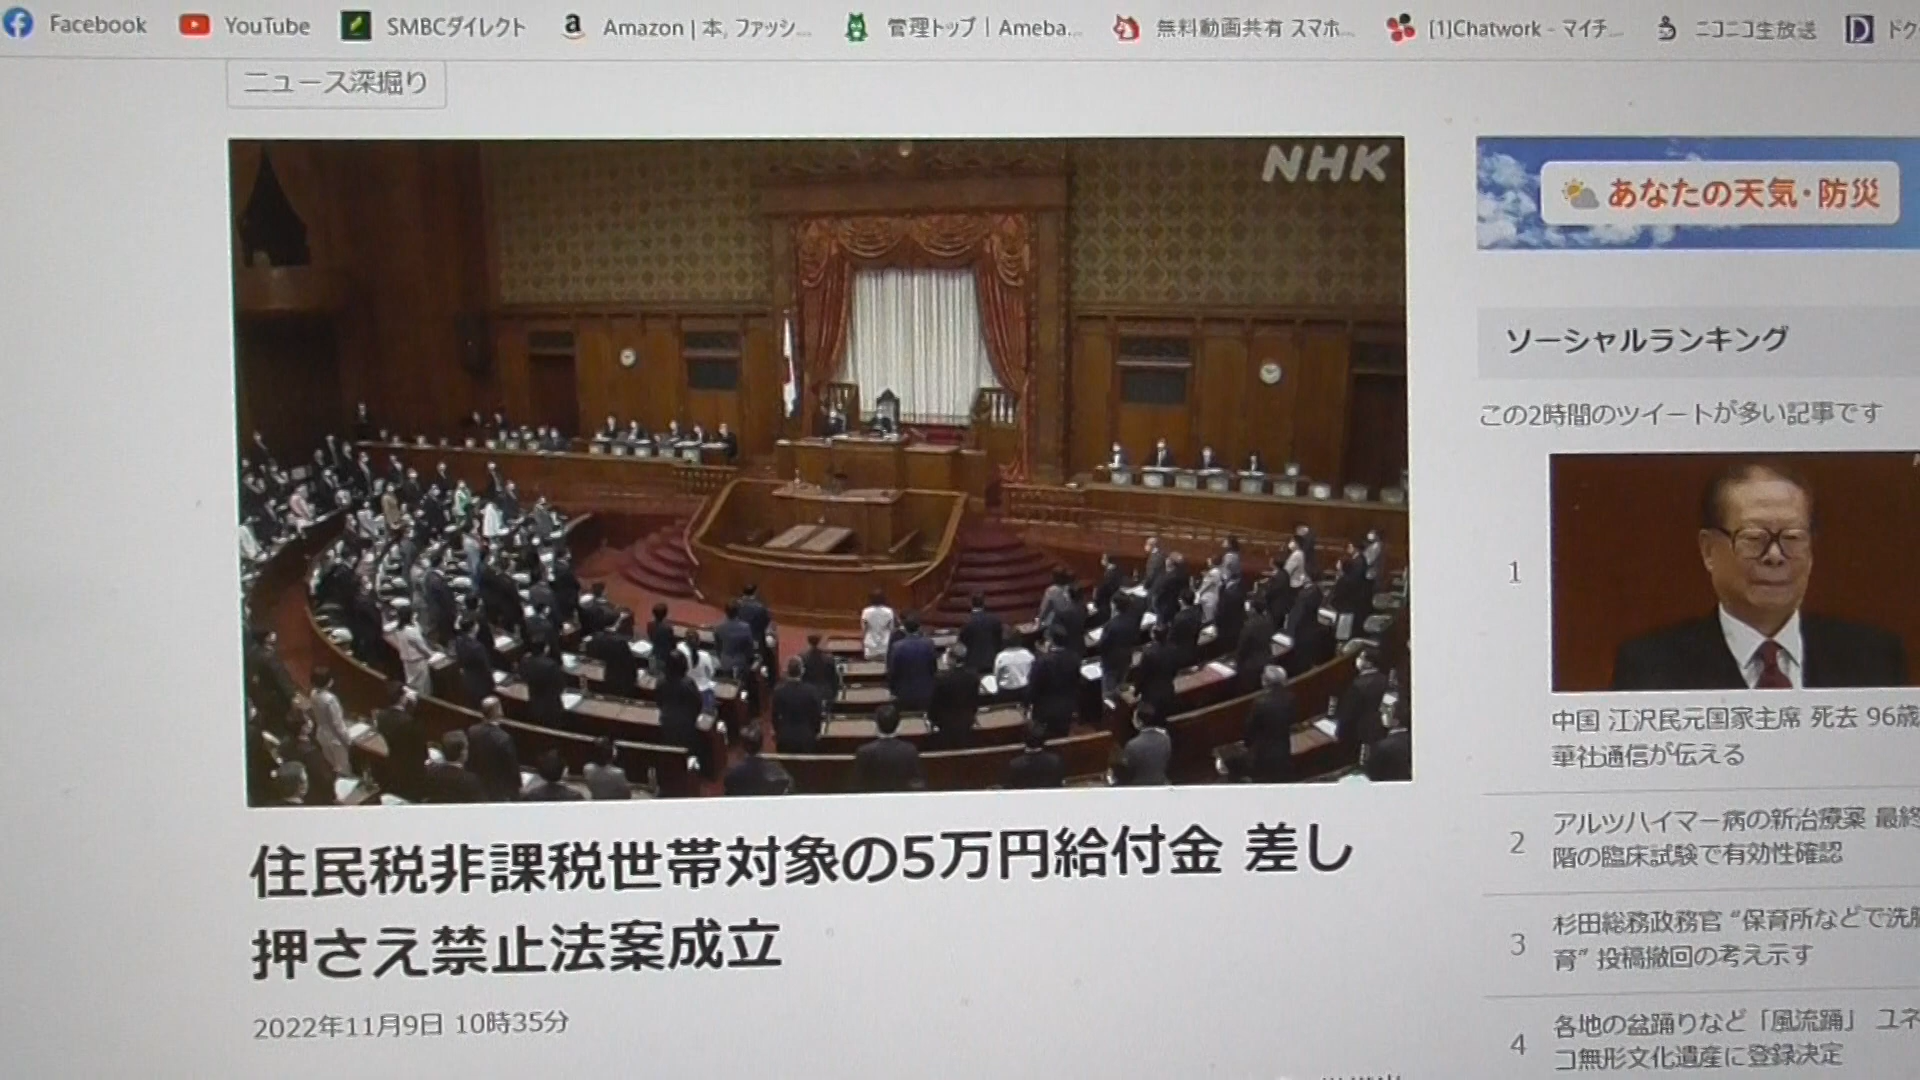 Facebook
YouTube
SMBCダイレクト
Amazon | 本, ファッシ...
管理トップ | Ameba...
無料動画共有 スマホ...
[1]Chatwork - マイチ...
ニコニコ生放送
ドク
ニュース深掘り
NHK
住民税非課税世帯対象の5万円給付金 差し
押さえ禁止法案成立
2022年11月9日 10時35分
あなたの天気・防災
ソーシャルランキング
この2時間のツイートが多い記事です
1
中国 江沢民元国家主席 死去 96歳
華社通信が伝える
2
アルツハイマー病の新治療薬 最終
階の臨床試験で有効性確認
3
杉田総務政務官 “保育所などで洗脳
育” 投稿撤回の考え示す
4
各地の盆踊りなど「風流踊」 ユネ
コ無形文化遺産に登録決定